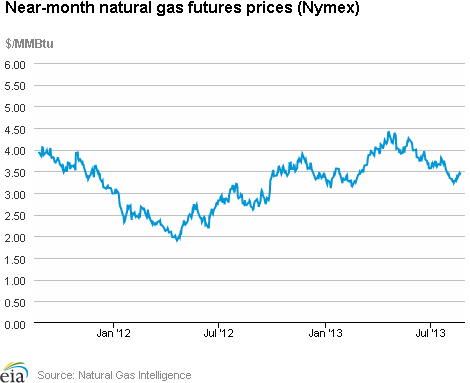 Near-month natural gas futures prices (Nymex)
$/MMBtu
6.00
5.50
5.00
4.50
4.00
3.50
3.00
2.50
2.00
1.50
1.00
0.50
0.00
Jan '12
Jul '12
Jan '13
Jul '13
eia
Source: Natural Gas Intelligence